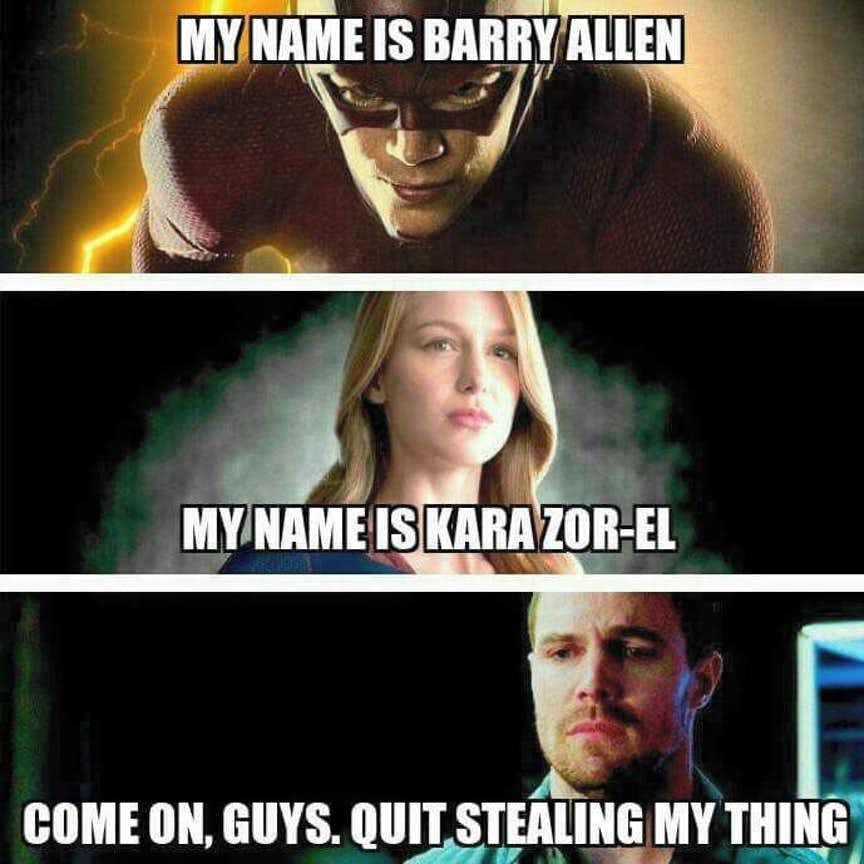 MY NAME IS BARRY ALLEN
MY NAME IS KARA ZOR-EL
COME ON, GUYS. QUIT STEALING MY THING